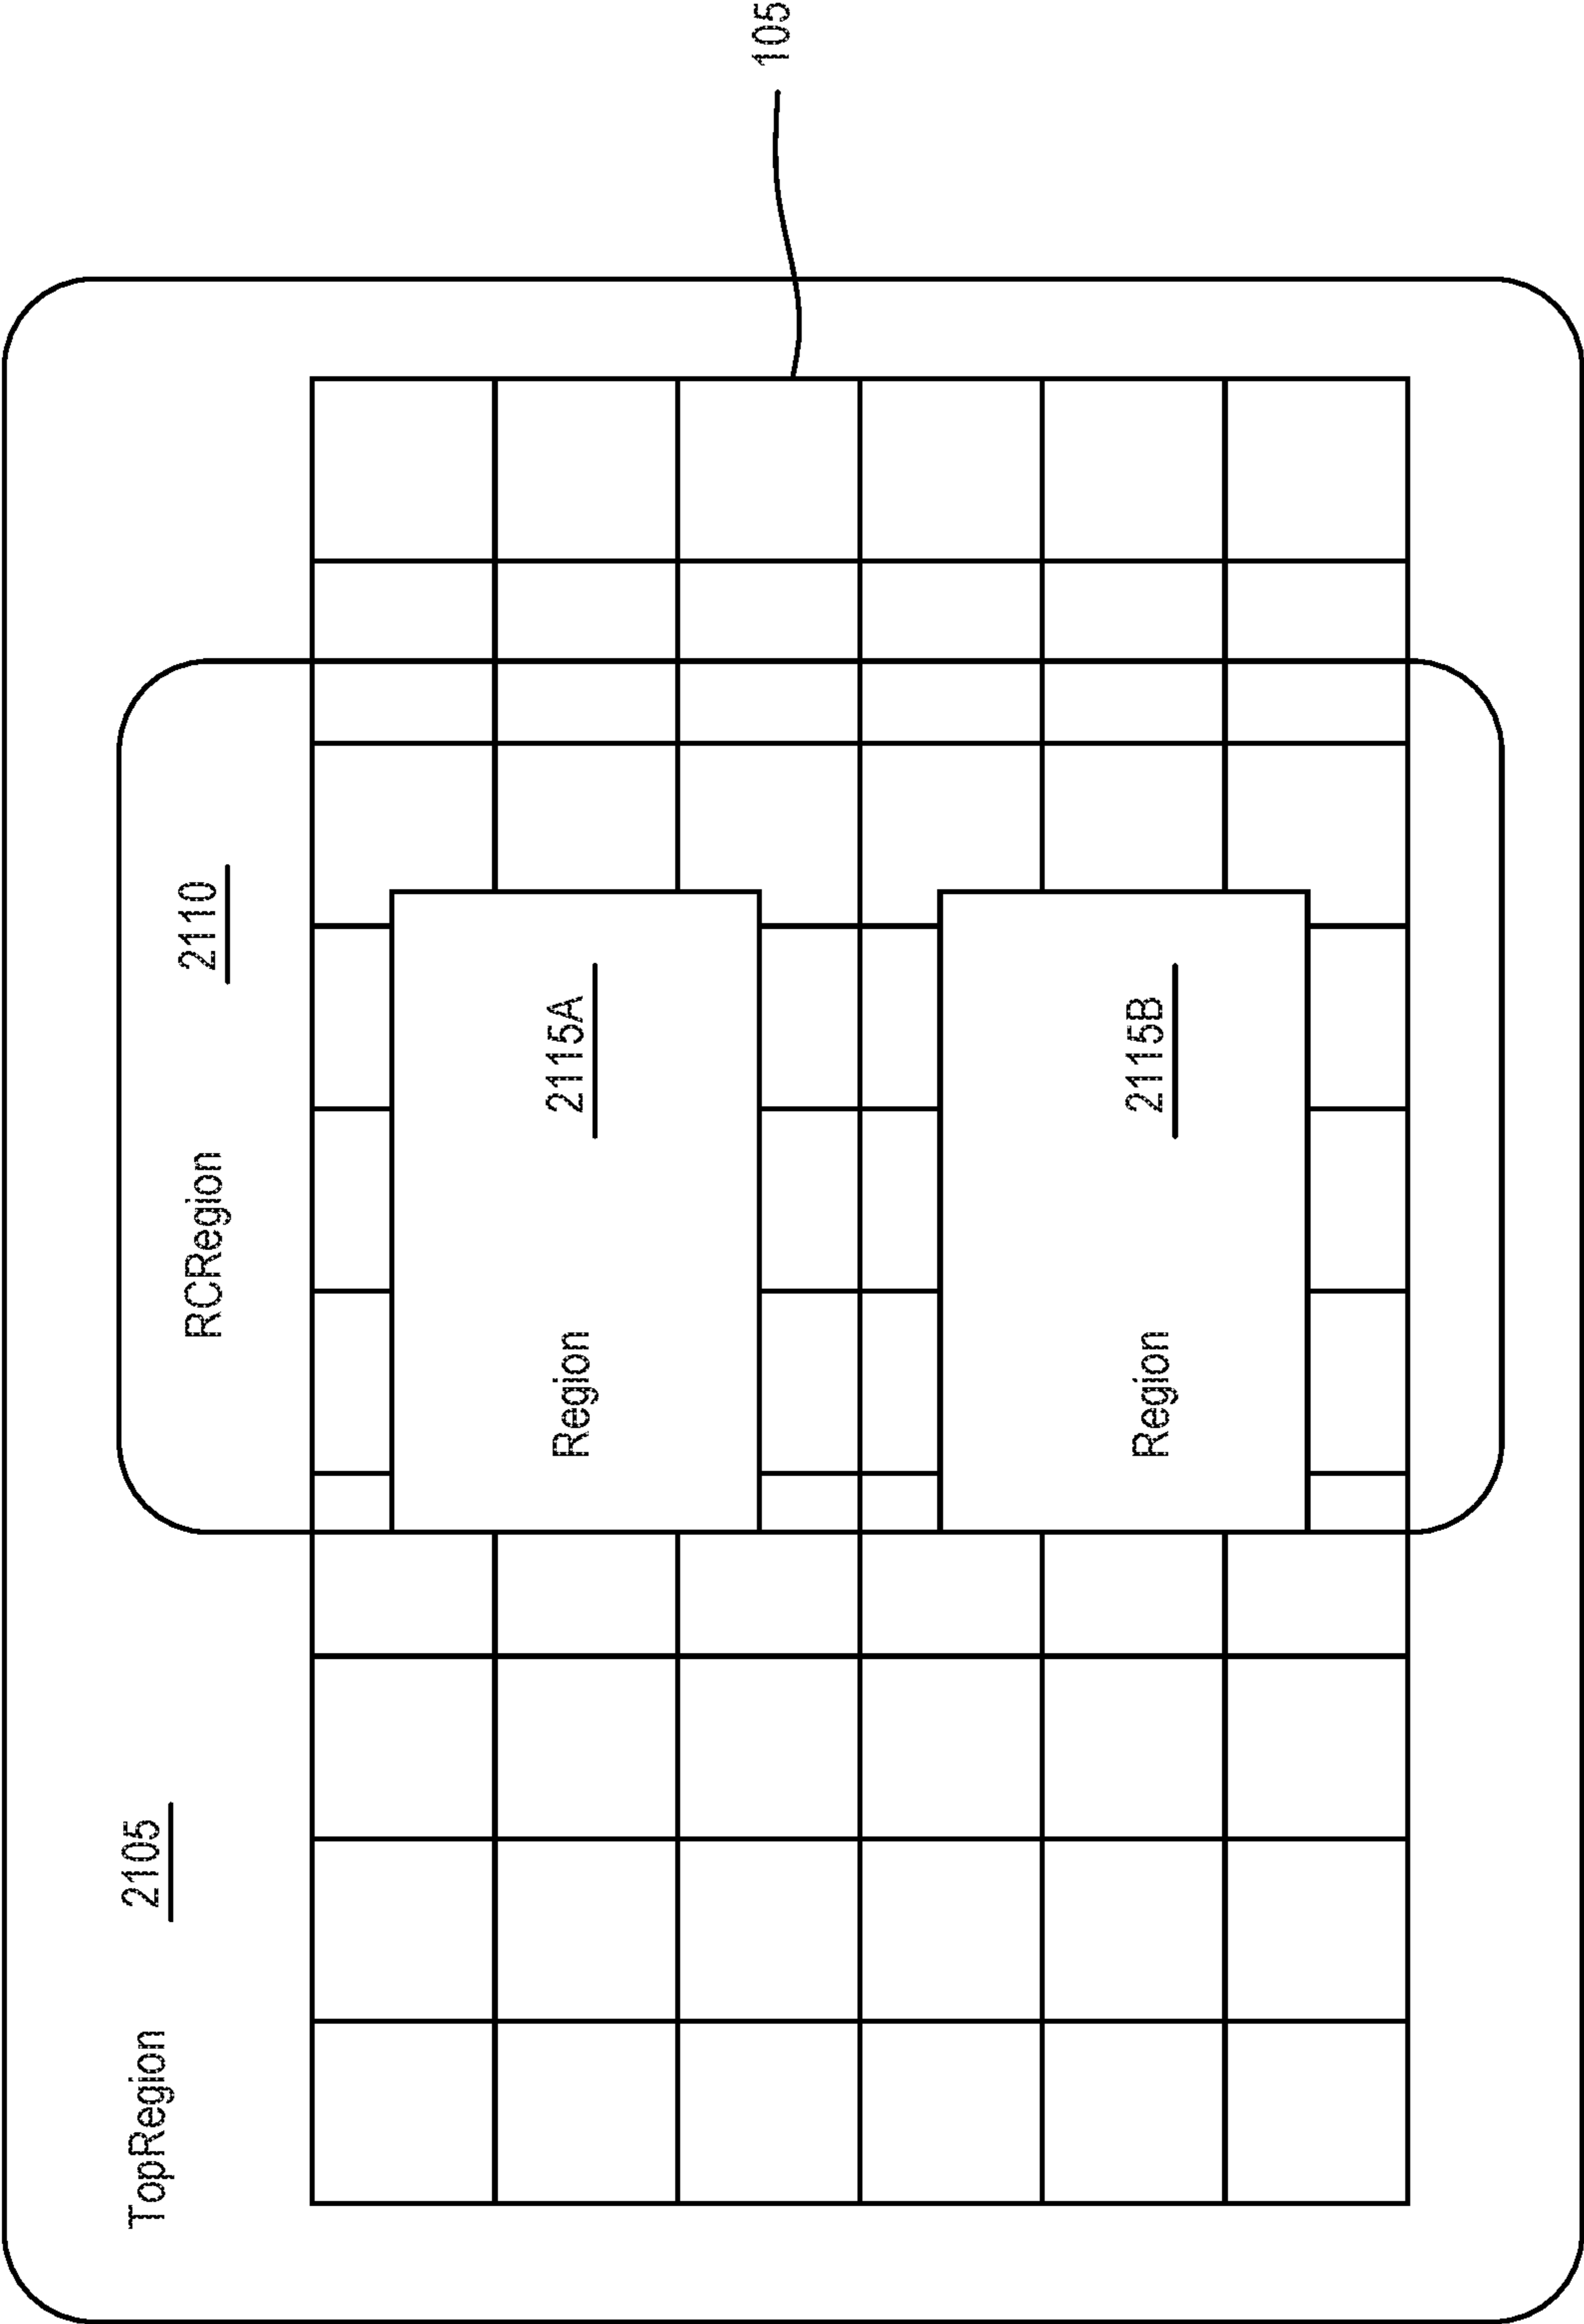 TopRegion 2105
RCRegion 2110
Region 2115A
Region 2115B
105